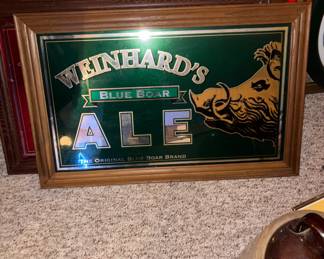 WEINHARD'S
BLUE BOAR
ALE
THE ORIGINAL BLUE BOAR BRAND